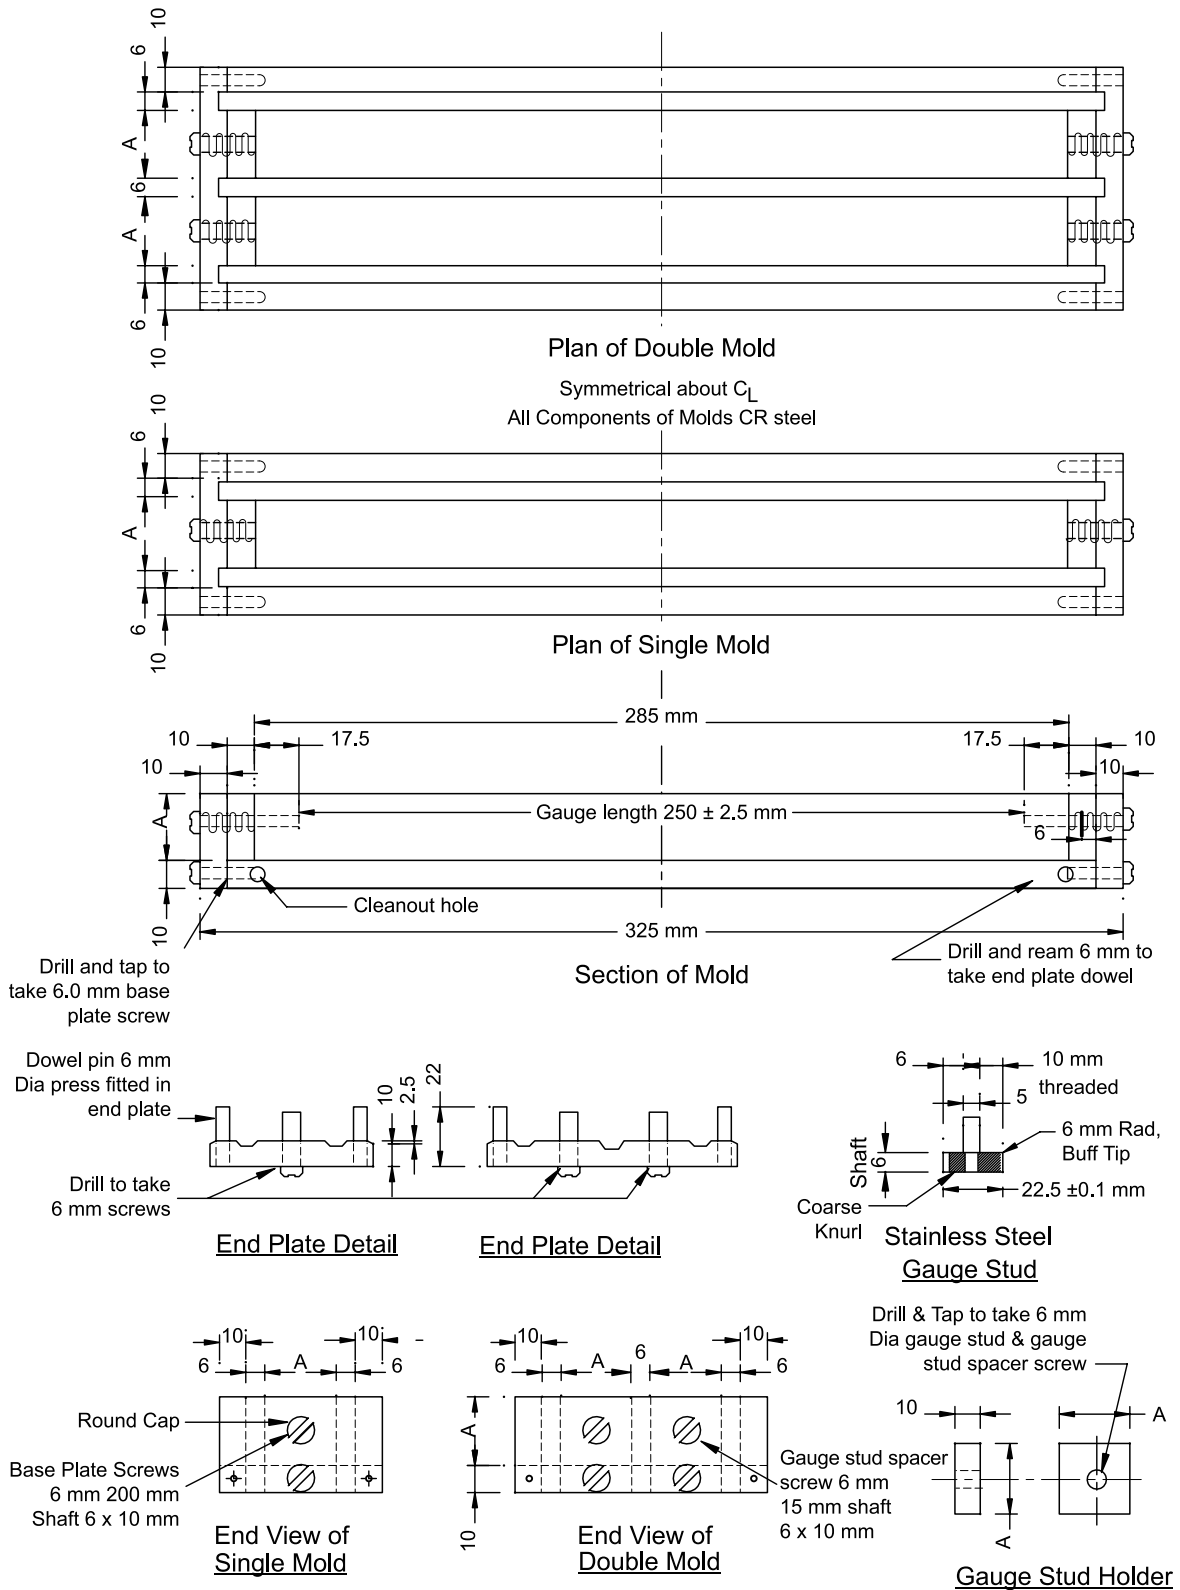 10
6
A
6
A
6
10
Plan of Double Mold
Symmetrical about CL
All Components of Molds CR steel
10
6
A
6
10
Plan of Single Mold
285 mm
10
17.5
17.5
10
10
10
A
Gauge length 250 ± 2.5 mm
6
Cleanout hole
10
325 mm
Drill and tap to
take 6.0 mm base
plate screw
Section of Mold
Drill and ream 6 mm to
take end plate dowel
Dowel pin 6 mm
Dia press fitted in
end plate
10
2.5
22
Drill to take
6 mm screws
End Plate Detail
End Plate Detail
6
10 mm
threaded
5
6 mm Rad,
Buff Tip
Shaft
6
22.5 ±0.1 mm
Coarse
Knurl
Stainless Steel
Gauge Stud
10
10
6
A
6
Round Cap
Base Plate Screws
6 mm 200 mm
Shaft 6 x 10 mm
End View of
Single Mold
10
6
10
6
A
A
6
A
10
Gauge stud spacer
screw 6 mm
15 mm shaft
6 x 10 mm
End View of
Double Mold
Drill & Tap to take 6 mm
Dia gauge stud & gauge
stud spacer screw
10
A
A
Gauge Stud Holder